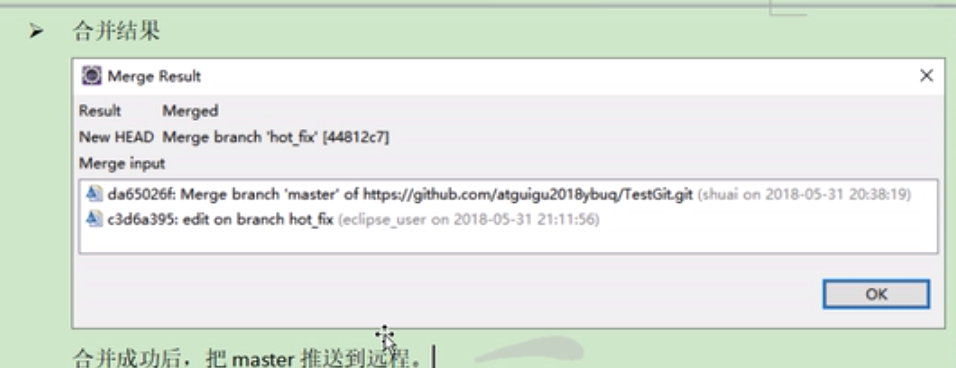 合并结果
Merge Result
Result Merged
New HEAD Merge branch 'hot_fix' [44812c7]
Merge input
da65026f: Merge branch 'master' of https://github.com/atguigu2018ybuq/TestGit.git (shuai on 2018-05-31 20:38:19)
c3d6a395: edit on branch hot_fix (eclipse_user on 2018-05-31 21:11:56)
OK
合并成功后，把 master 推送到远程。